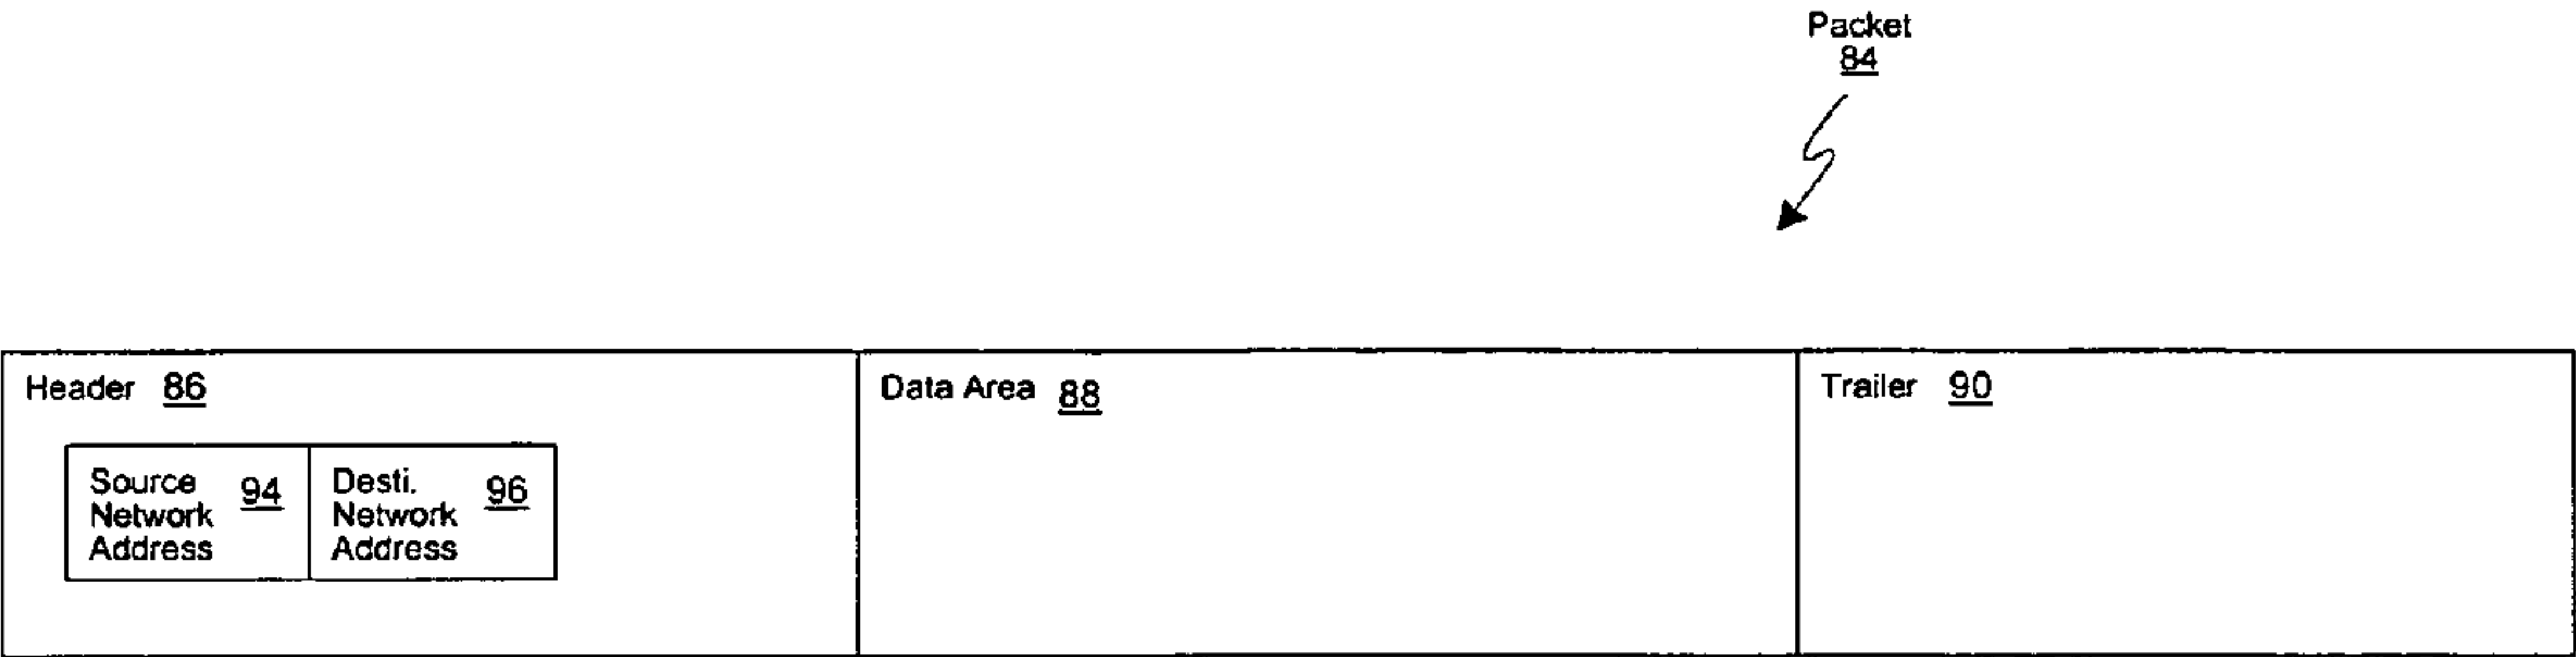 Packet
84
Header 86
Data Area 88
Trailer 90
Source
Network
Address
94
Desti.
Network
Address
96